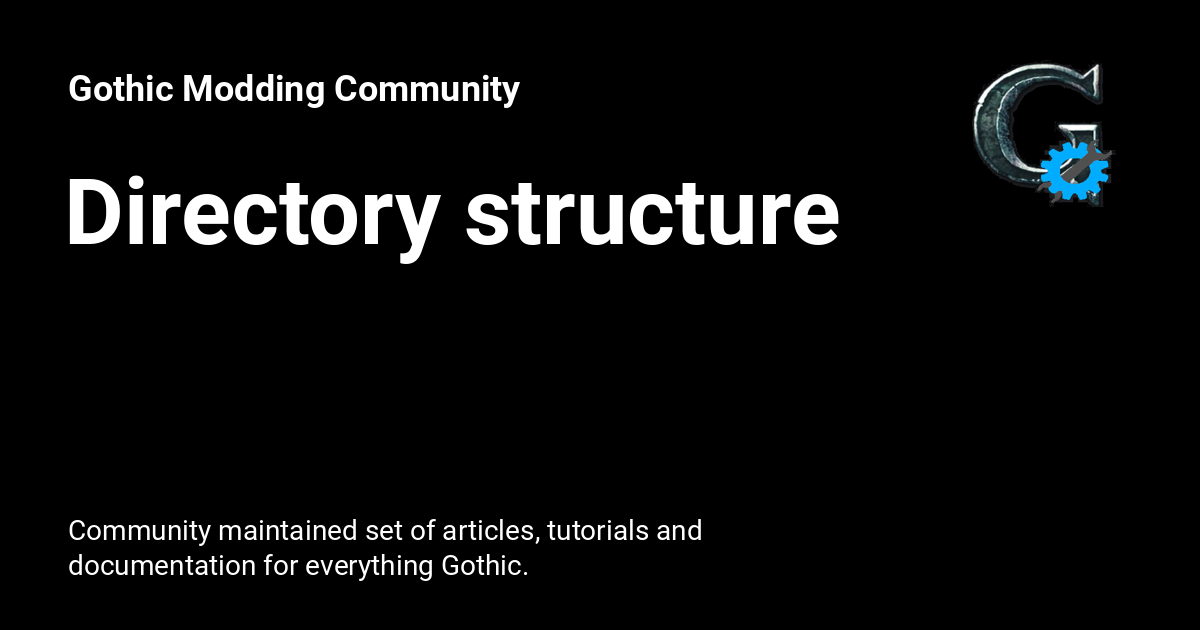 Gothic Modding Community
Directory structure
Community maintained set of articles, tutorials and
documentation for everything Gothic.